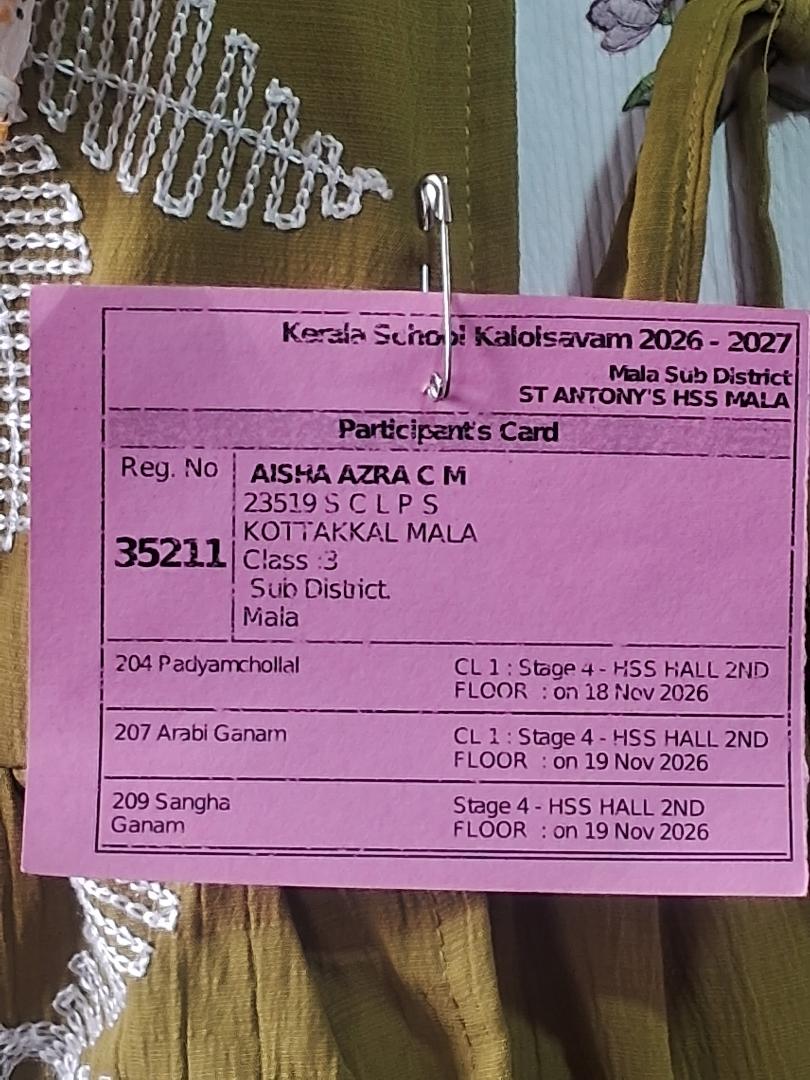 Kerala School Kalolsavam 2026 - 2027
Mala Sub District
ST ANTONY'S HSS MALA
Participant's Card
Reg. No
35211
AISHA AZRA C M
23519 S C L P S
KOTTAKKAL MALA
Class :3
Sub District
Mala
204 Padyamchollal
CL 1 : Stage 4 - HSS HALL 2ND
FLOOR : on 18 Nov 2026
207 Arabi Ganam
CL 1 : Stage 4 - HSS HALL 2ND
FLOOR : on 19 Nov 2026
209 Sangha
Ganam
Stage 4 - HSS HALL 2ND
FLOOR : on 19 Nov 2026